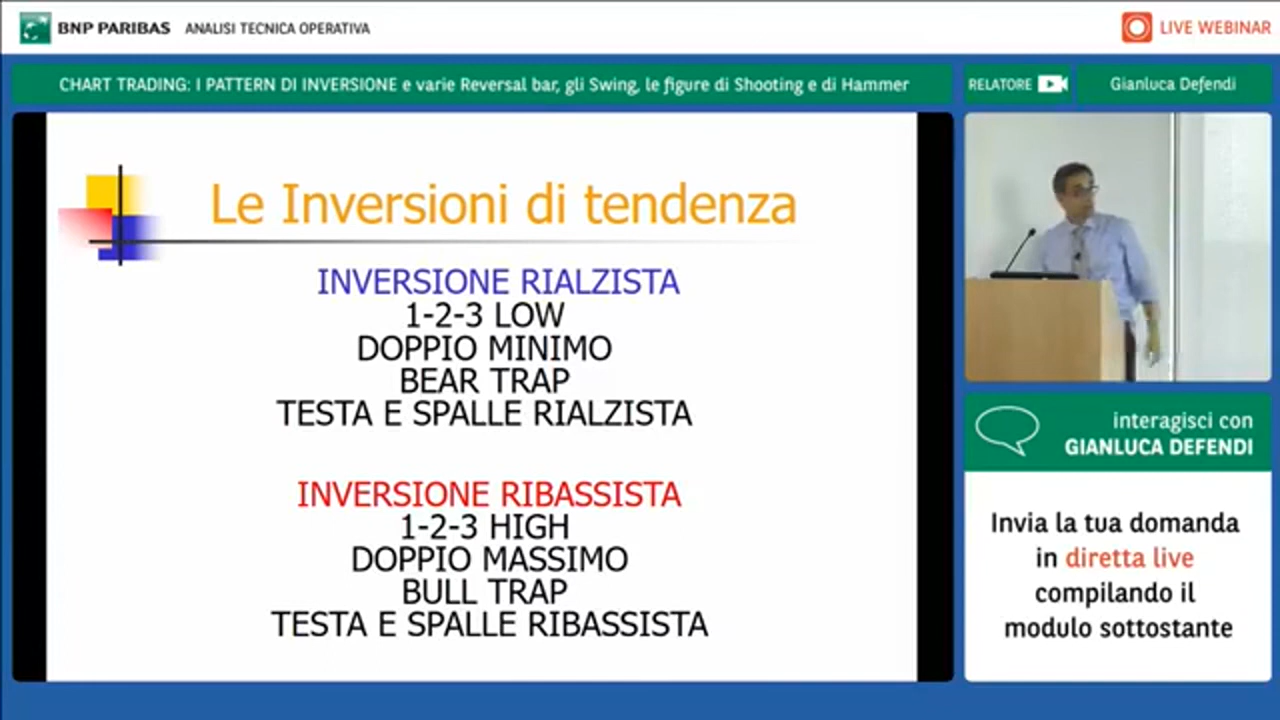 BNP PARIBAS ANALISI TECNICA OPERATIVA
LIVE WEBINAR
CHART TRADING: I PATTERN DI INVERSIONE e varie Reversal bar, gli Swing, le figure di Shooting e di Hammer
RELATORE
Gianluca Defendi
Le Inversioni di tendenza
INVERSIONE RIALZISTA
1-2-3 LOW
DOPPIO MINIMO
BEAR TRAP
TESTA E SPALLE RIALZISTA
INVERSIONE RIBASSISTA
1-2-3 HIGH
DOPPIO MASSIMO
BULL TRAP
TESTA E SPALLE RIBASSISTA
interagisci con
GIANLUCA DEFENDI
Invia la tua domanda
in diretta live
compilando il
modulo sottostante